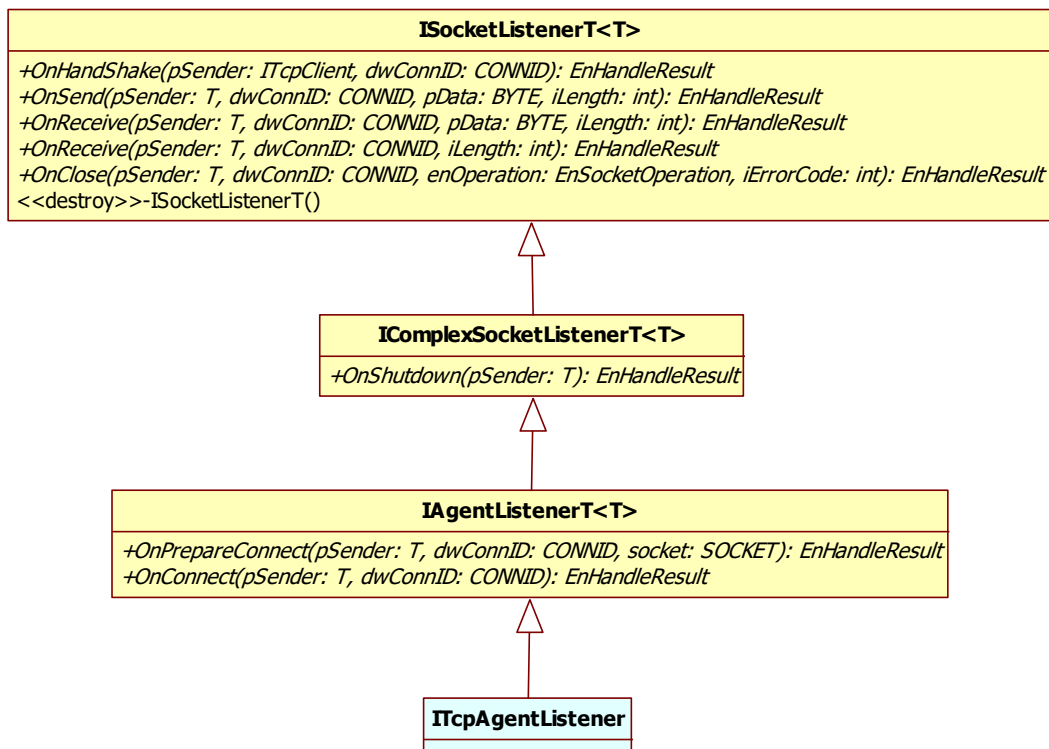 ISocketListenerT<T>
+OnHandShake(pSender: ITcpClient, dwConnID: CONNID): EnHandleResult
+OnSend(pSender: T, dwConnID: CONNID, pData: BYTE, iLength: int): EnHandleResult
+OnReceive(pSender: T, dwConnID: CONNID, pData: BYTE, iLength: int): EnHandleResult
+OnReceive(pSender: T, dwConnID: CONNID, iLength: int): EnHandleResult
+OnClose(pSender: T, dwConnID: CONNID, enOperation: EnSocketOperation, iErrorCode: int): EnHandleResult
<<destroy>>-ISocketListenerT()
IComplexSocketListenerT<T>
+OnShutdown(pSender: T): EnHandleResult
IAgentListenerT<T>
+OnPrepareConnect(pSender: T, dwConnID: CONNID, socket: SOCKET): EnHandleResult
+OnConnect(pSender: T, dwConnID: CONNID): EnHandleResult
ITcpAgentListener